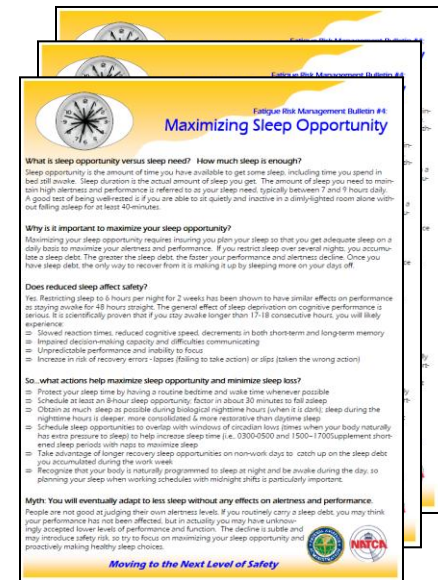 Fatigue Risk Management Bulletin #4:
Fatigue Risk Management Bulletin #4:
Fatigue Risk Management Bulletin #4:
Maximizing Sleep Opportunity
What is sleep opportunity versus sleep need?   How much sleep is enough?
Sleep opportunity is the amount of time you have available to get some sleep, including time you spend in
bed still awake.  Sleep duration is the actual amount of sleep you get.  The amount of sleep you need to main-
tain high alertness and performance is referred to as your sleep need, typically between 7 and 9 hours daily.
A good test of being well-rested is if you are able to sit quietly and inactive in a dimly-lighted room alone with-
out falling asleep for at least 40-minutes.
Why is it important to maximize your sleep opportunity?
Maximizing your sleep opportunity requires insuring you plan your sleep so that you get adequate sleep on a
daily basis to maximize your alertness and performance.  If you restrict sleep over several nights, you accumu-
late a sleep debt. The greater the sleep debt, the faster your performance and alertness decline. Once you
have sleep debt, the only way to recover from it is making it up by sleeping more on your days off.
Does reduced sleep affect safety?
Yes. Restricting sleep to 6 hours per night for 2 weeks has been shown to have similar effects on performance
as staying awake for 48 hours straight. The general effect of sleep deprivation on cognitive performance is
serious. It is scientifically proven that if you stay awake longer than 17-18 consecutive hours, you will likely
experience:
⇨ Slowed reaction times, reduced cognitive speed, decrements in both short-term and long-term memory
⇨ Impaired decision-making capacity and difficulties communicating
⇨ Unpredictable performance and inability to focus
⇨ Increase in risk of recovery errors - lapses (failing to take action) or slips (taken the wrong action)
So...what actions help maximize sleep opportunity and minimize sleep loss?
⇨ Protect your sleep time by having a routine bedtime and wake time whenever possible
⇨ Schedule at least an 8-hour sleep opportunity; factor in about 30 minutes to fall asleep
⇨ Obtain as much  sleep as possible during biological nighttime hours (when it is dark); sleep during the
nighttime hours is deeper, more consolidated & more restorative than daytime sleep
⇨ Schedule sleep opportunities to overlap with windows of circadian lows (times when your body naturally
has extra pressure to sleep) to help increase sleep time (i.e., 0300-0500 and 1500–1700Supplement short-
ened sleep periods with naps to maximize sleep
⇨ Take advantage of longer recovery sleep opportunities on non-work days to  catch up on the sleep debt
you accumulated during the work week
⇨ Recognize that your body is naturally programmed to sleep at night and be awake during the day, so
planning your sleep when working schedules with midnight shifts is particularly important.
Myth: You will eventually adapt to less sleep without any effects on alertness and performance.
People are not good at judging their own alertness levels. If you routinely carry a sleep debt, you may think
your performance has not been affected, but in actuality you may have unknow-
ingly accepted lower levels of performance and function.  The decline is subtle and
may introduce safety risk, so try to focus on maximizing your sleep opportunity and
proactively making healthy sleep choices.
NATCA
Moving to the Next Level of Safety